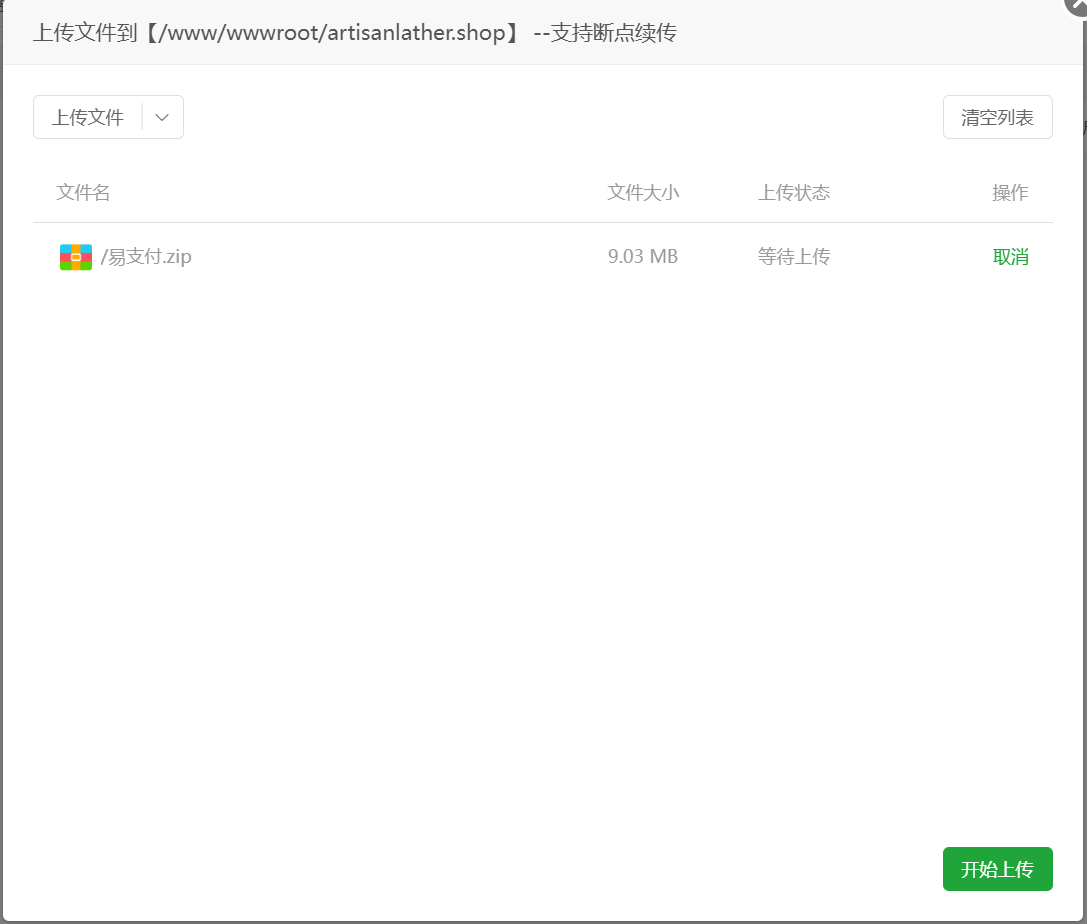 上传文件到【/www/wwwroot/artisanlather.shop】 --支持断点续传
上传文件
清空列表
文件名 文件大小 上传状态 操作
/易支付.zip 9.03 MB 等待上传 取消
开始上传